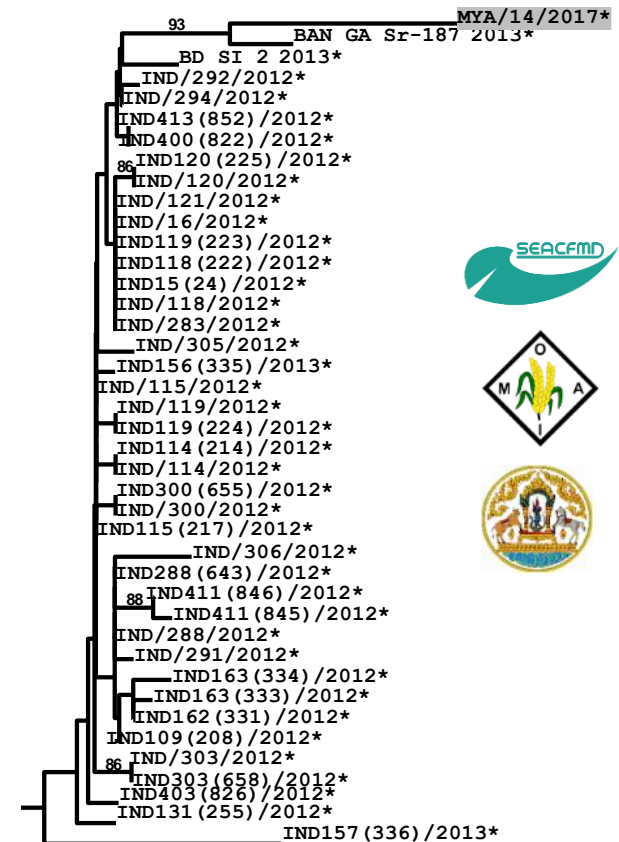 93
MYA/14/2017*
BAN GA Sr-187 2013*
BD SI 2 2013*
IND/292/2012*
IND/294/2012*
IND413(852)/2012*
IND400(822)/2012*
86
IND120(225)/2012*
IND/120/2012*
IND/121/2012*
IND/16/2012*
IND119(223)/2012*
IND118(222)/2012*
IND15(24)/2012*
IND/118/2012*
IND/283/2012*
IND/305/2012*
IND156(335)/2013*
IND/115/2012*
IND/119/2012*
IND119(224)/2012*
IND114(214)/2012*
IND/114/2012*
IND300(655)/2012*
IND/300/2012*
IND115(217)/2012*
IND/306/2012*
IND288(643)/2012*
88
IND411(846)/2012*
IND411(845)/2012*
IND/288/2012*
IND/291/2012*
IND163(334)/2012*
IND163(333)/2012*
IND162(331)/2012*
IND109(208)/2012*
86
IND/303/2012*
IND303(658)/2012*
IND403(826)/2012*
IND131(255)/2012*
IND157(336)/2013*
SEACFMD
O
M A
I